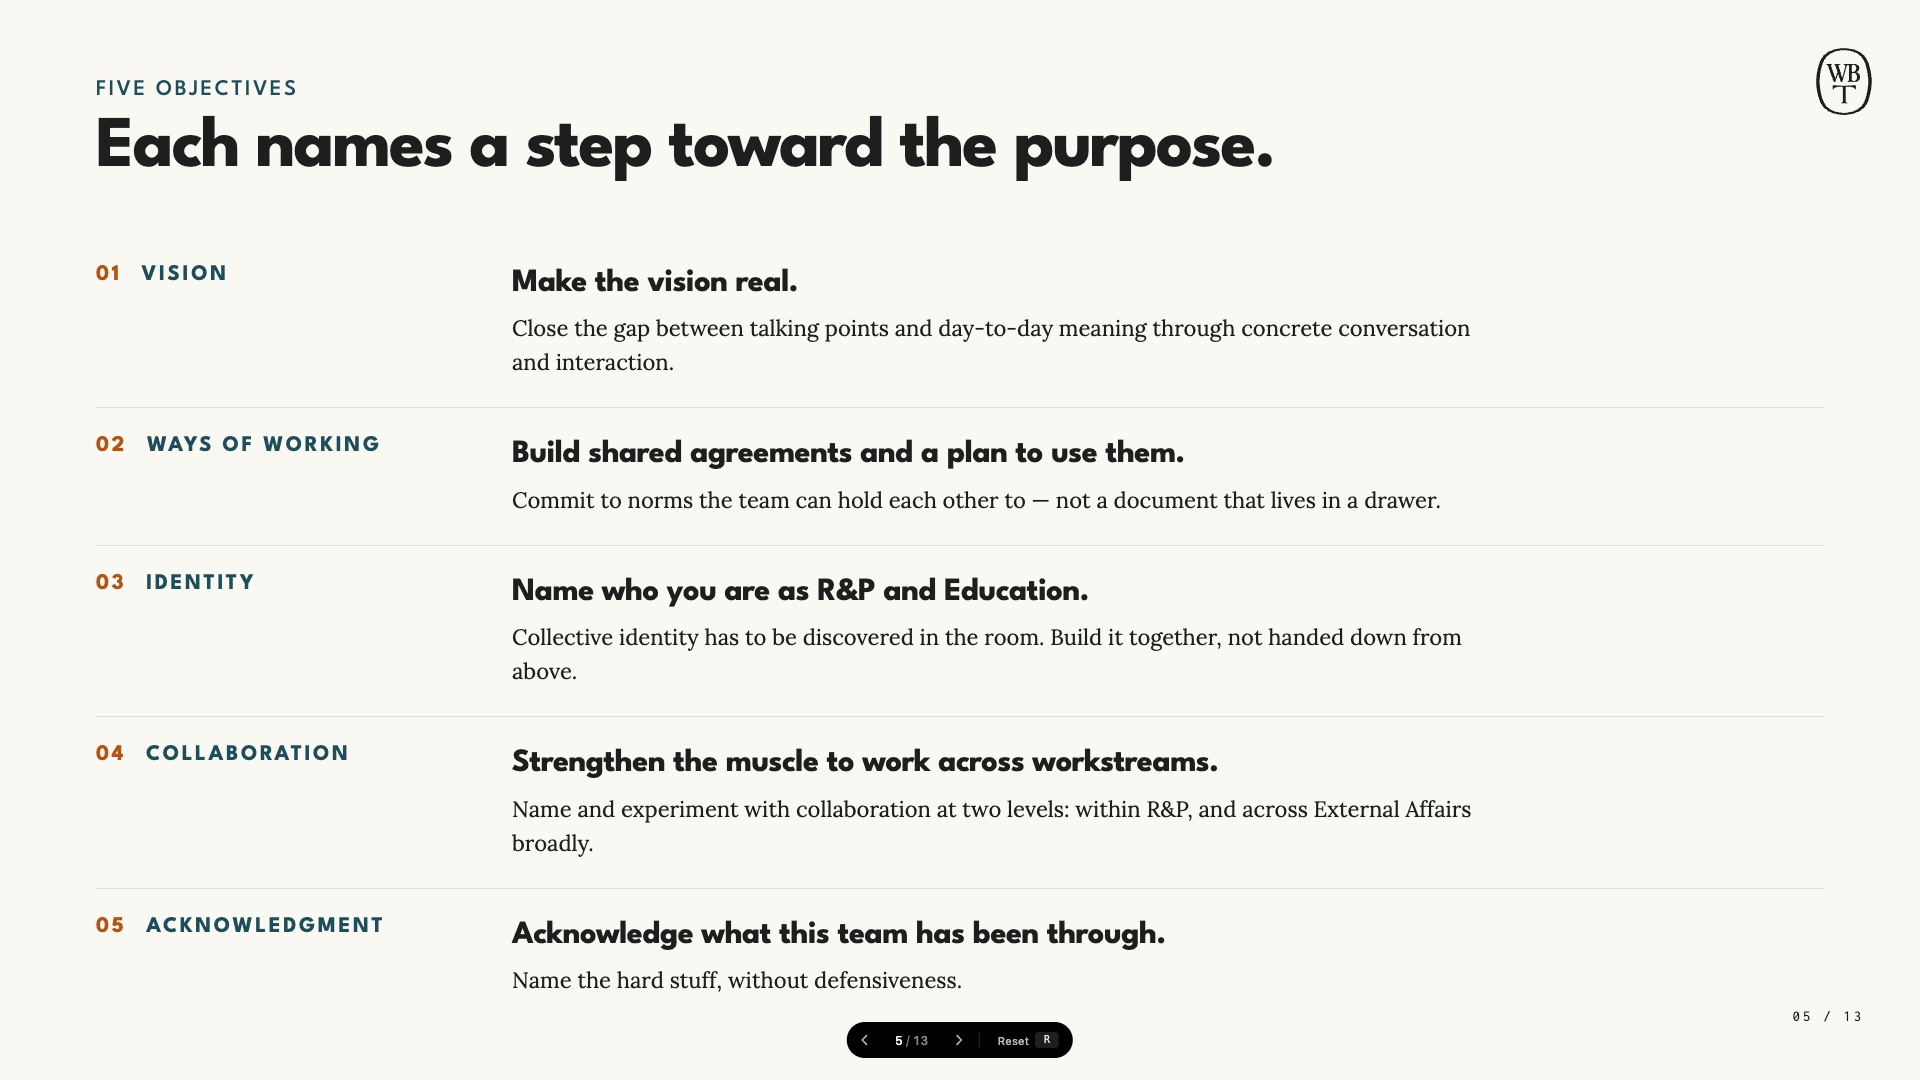 WB
T
FIVE OBJECTIVES
Each names a step toward the purpose.
01 VISION
Make the vision real.
Close the gap between talking points and day-to-day meaning through concrete conversation
and interaction.
02 WAYS OF WORKING
Build shared agreements and a plan to use them.
Commit to norms the team can hold each other to — not a document that lives in a drawer.
03 IDENTITY
Name who you are as R&P and Education.
Collective identity has to be discovered in the room. Build it together, not handed down from
above.
04 COLLABORATION
Strengthen the muscle to work across workstreams.
Name and experiment with collaboration at two levels: within R&P, and across External Affairs
broadly.
05 ACKNOWLEDGMENT
Acknowledge what this team has been through.
Name the hard stuff, without defensiveness.
05 / 13
5 / 13 Reset R